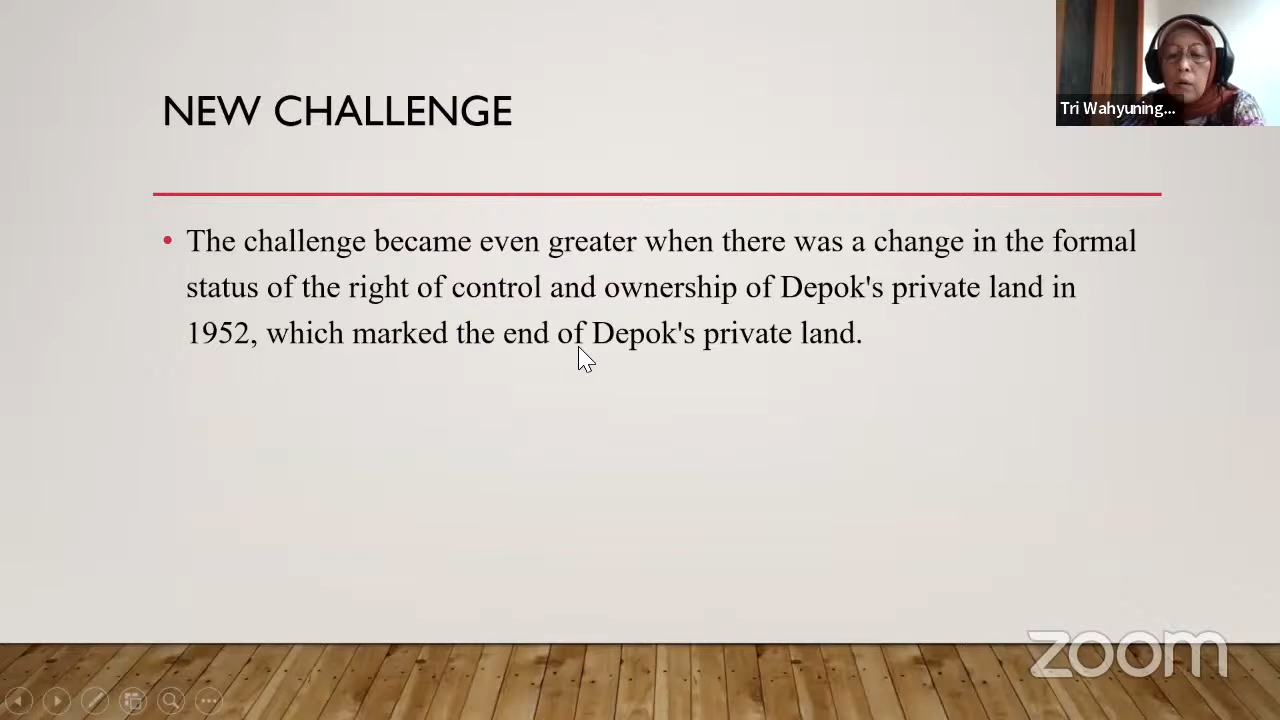 NEW CHALLENGE
Tri Wahyuning...
• The challenge became even greater when there was a change in the formal
status of the right of control and ownership of Depok's private land in
1952, which marked the end of Depok's private land.
zoom